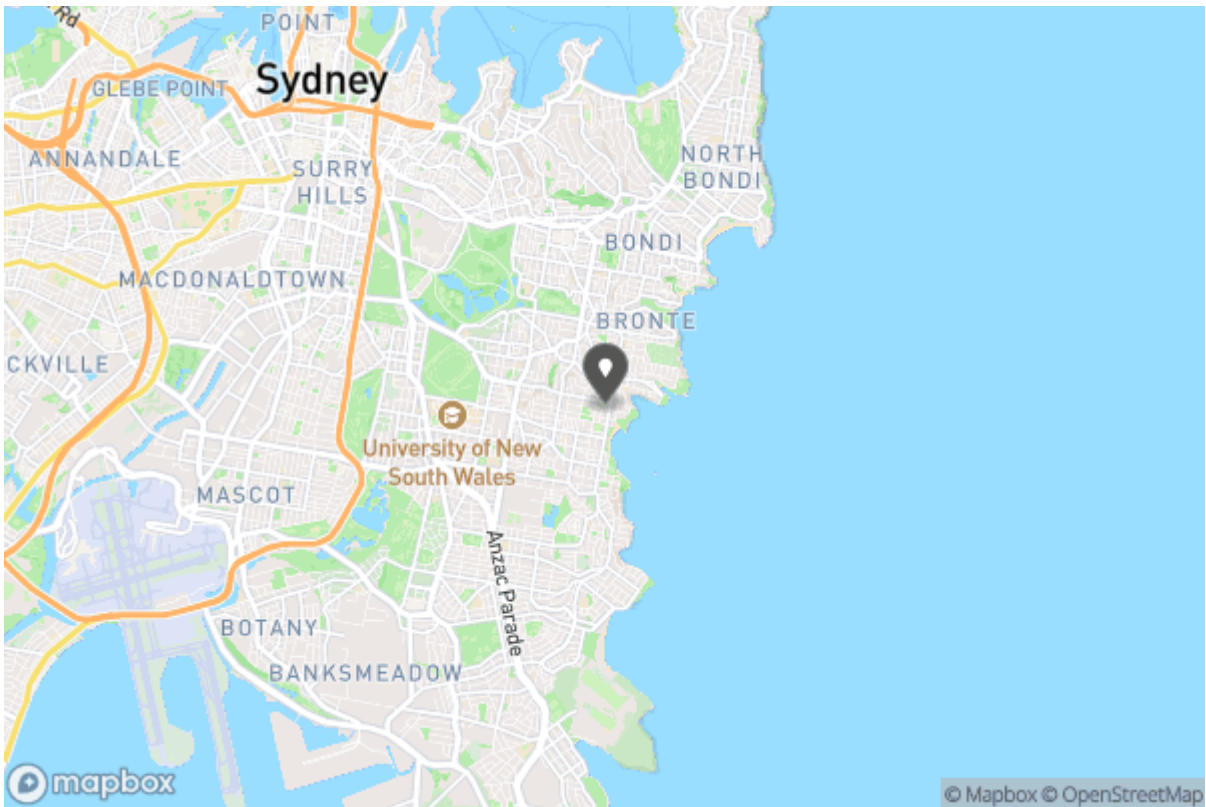 Rd
POINT
Sydney
GLEBE POINT
ANNANDALE
SURRY
HILLS
NORTH
BONDI
BONDI
MACDONALDTOWN
BRONTE
CKVILLE
University of New
South Wales
MASCOT
Anzac Parade
BOTANY
BANKSMEADOW
mapbox
© Mapbox © OpenStreetMap